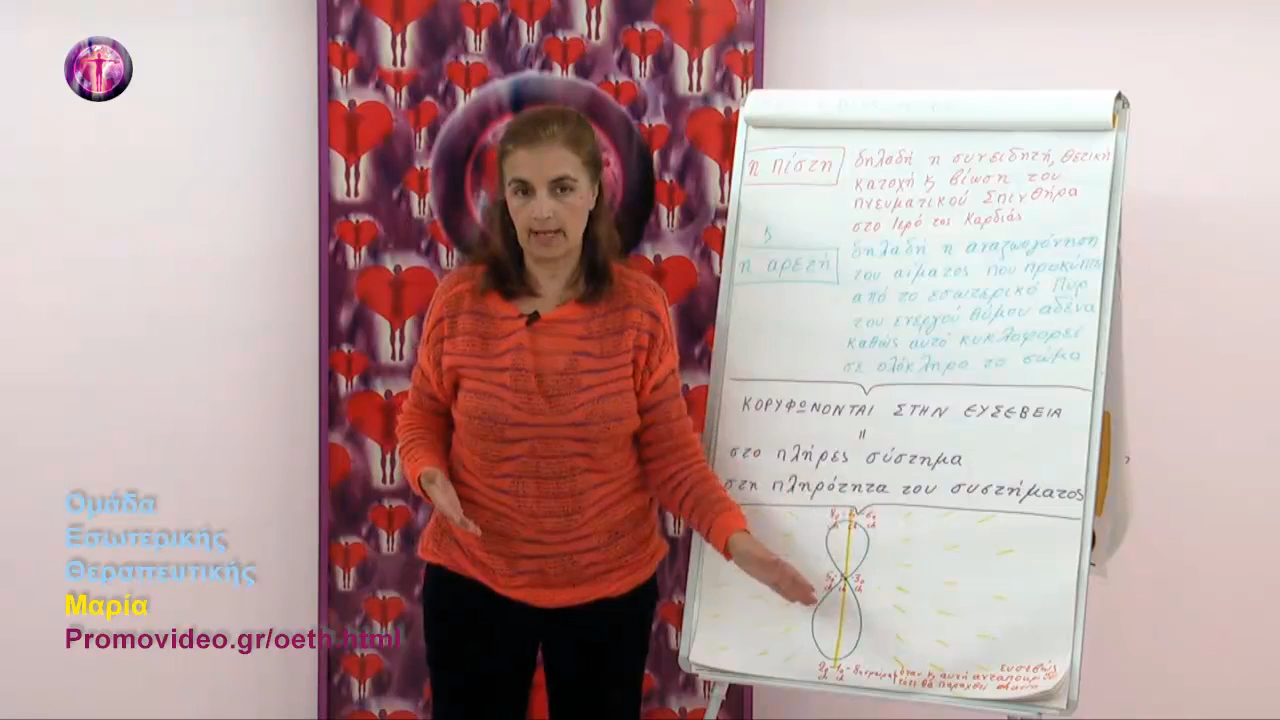 η πίστη
δηλαδή η συνειδητή, θετική
κατοχή ϗ βίωση του
πνευματικού Σπινθήρα
στο Ιερό της Καρδιάς
ϗ
η αρετή
δηλαδή η αναζωογόνηση
του αίματος που προκύπτει
από το εσωτερικό Πυρ
του ενεργού θύμου αδένα
καθώς αυτό κυκλοφορεί
σε ολόκληρο το σώμα
ΚΟΡΥΦΩΝΟΝΤΑΙ ΣΤΗΝ ΕΥΣΕΒΕΙΑ
=
στο πλήρες σύστημα
στη πληρότητα του συστήματος
Ομάδα
Εσωτερικής
Θεραπευτικής
Μαρία
Promovideo.gr/oeth.html